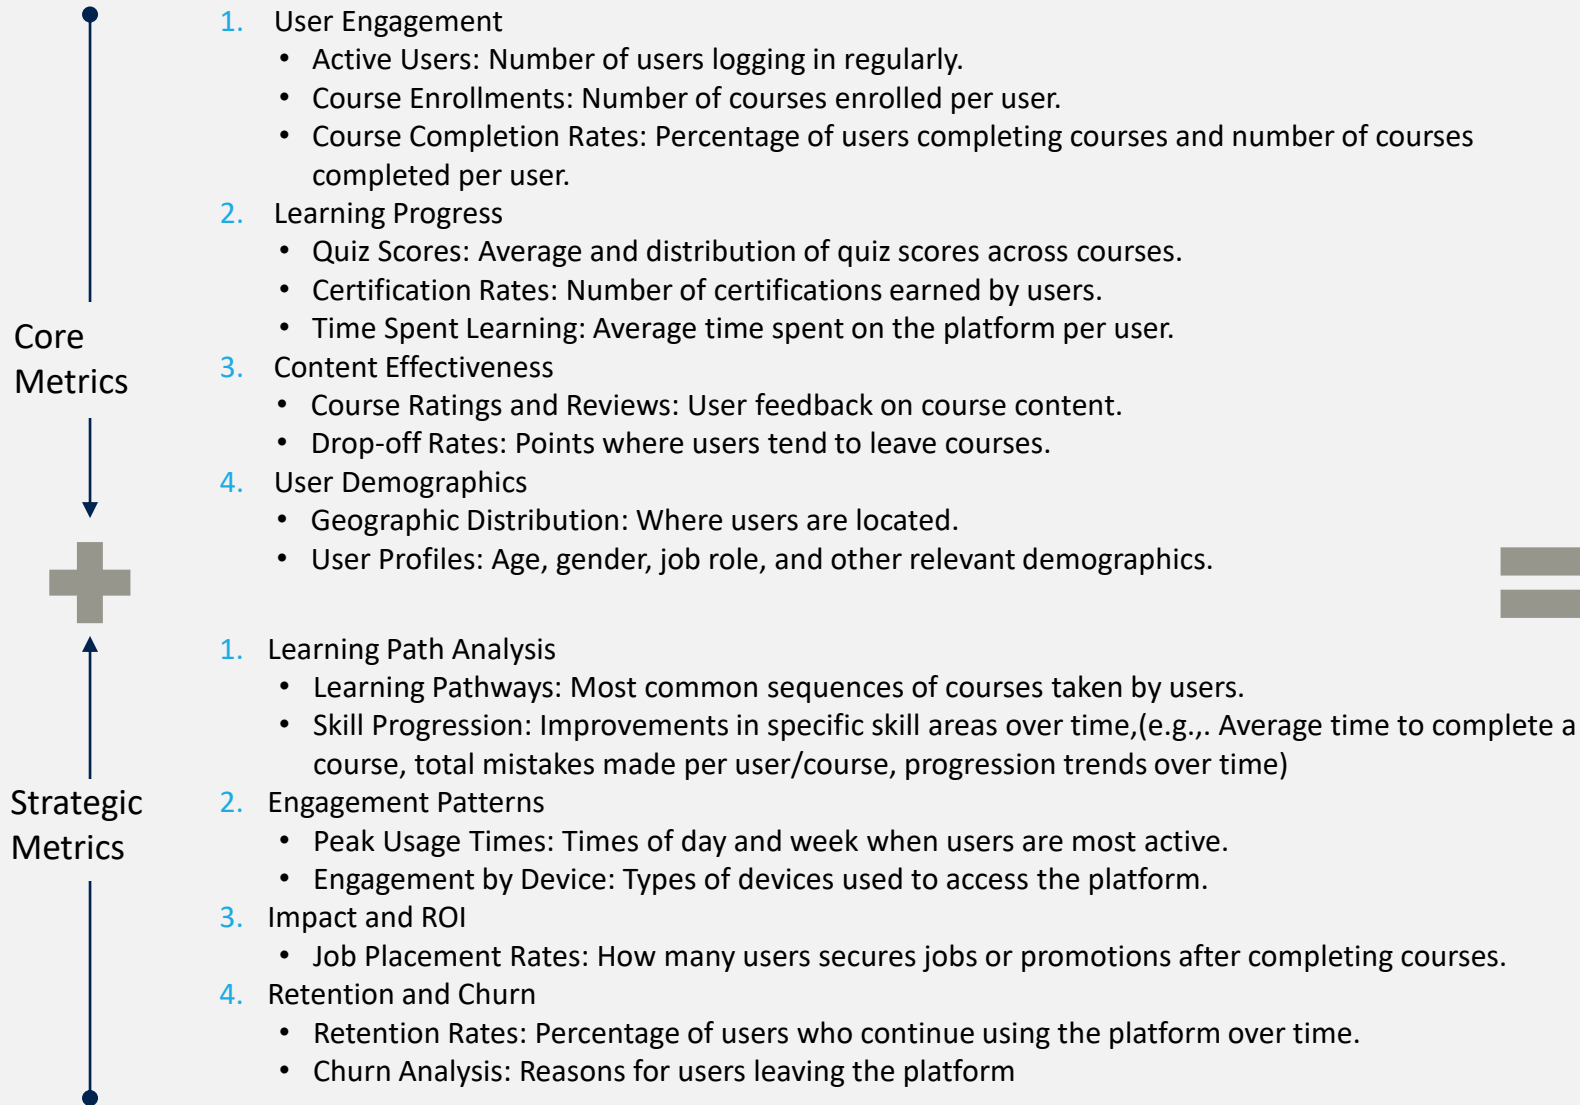 1. User Engagement
• Active Users: Number of users logging in regularly.
• Course Enrollments: Number of courses enrolled per user.
• Course Completion Rates: Percentage of users completing courses and number of courses
completed per user.
2. Learning Progress
• Quiz Scores: Average and distribution of quiz scores across courses.
• Certification Rates: Number of certifications earned by users.
• Time Spent Learning: Average time spent on the platform per user.
Core
Metrics
3. Content Effectiveness
• Course Ratings and Reviews: User feedback on course content.
• Drop-off Rates: Points where users tend to leave courses.
4. User Demographics
• Geographic Distribution: Where users are located.
• User Profiles: Age, gender, job role, and other relevant demographics.
1. Learning Path Analysis
• Learning Pathways: Most common sequences of courses taken by users.
• Skill Progression: Improvements in specific skill areas over time,(e.g.,. Average time to complete a
course, total mistakes made per user/course, progression trends over time)
Strategic
Metrics
2. Engagement Patterns
• Peak Usage Times: Times of day and week when users are most active.
• Engagement by Device: Types of devices used to access the platform.
3. Impact and ROI
• Job Placement Rates: How many users secures jobs or promotions after completing courses.
4. Retention and Churn
• Retention Rates: Percentage of users who continue using the platform over time.
• Churn Analysis: Reasons for users leaving the platform